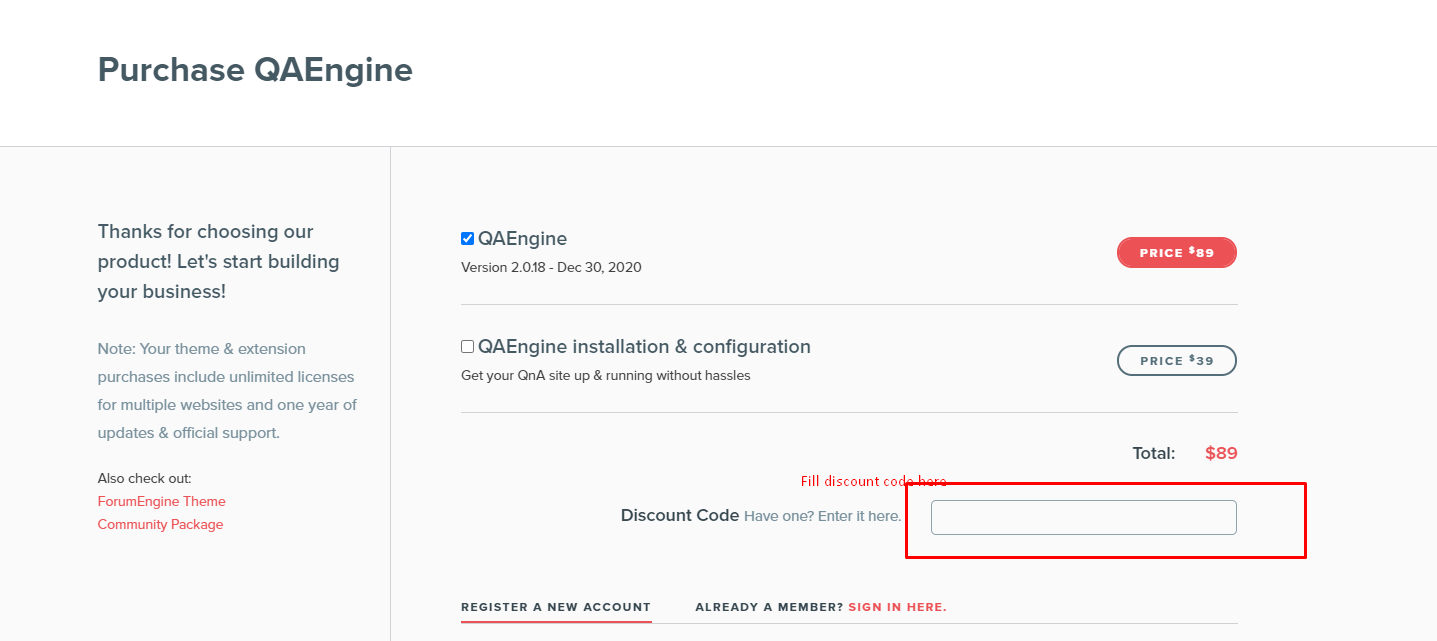 Purchase QAEngine
Thanks for choosing our
product! Let's start building
your business!
Note: Your theme & extension
purchases include unlimited licenses
for multiple websites and one year of
updates & official support.
Also check out:
ForumEngine Theme
Community Package
QAEngine
PRICE $89
Version 2.0.18 - Dec 30, 2020
QAEngine installation & configuration
PRICE $39
Get your QnA site up & running without hassles
Total: $89
Fill discount code here
Discount Code Have one? Enter it here.
REGISTER A NEW ACCOUNT ALREADY A MEMBER? SIGN IN HERE.